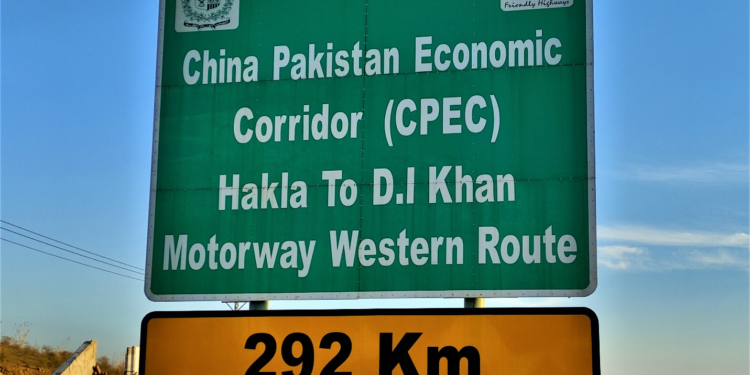 Friendly Highways
China Pakistan Economic
Corridor (CPEC)
Hakla To D.I Khan
Motorway Western Route
292 Km